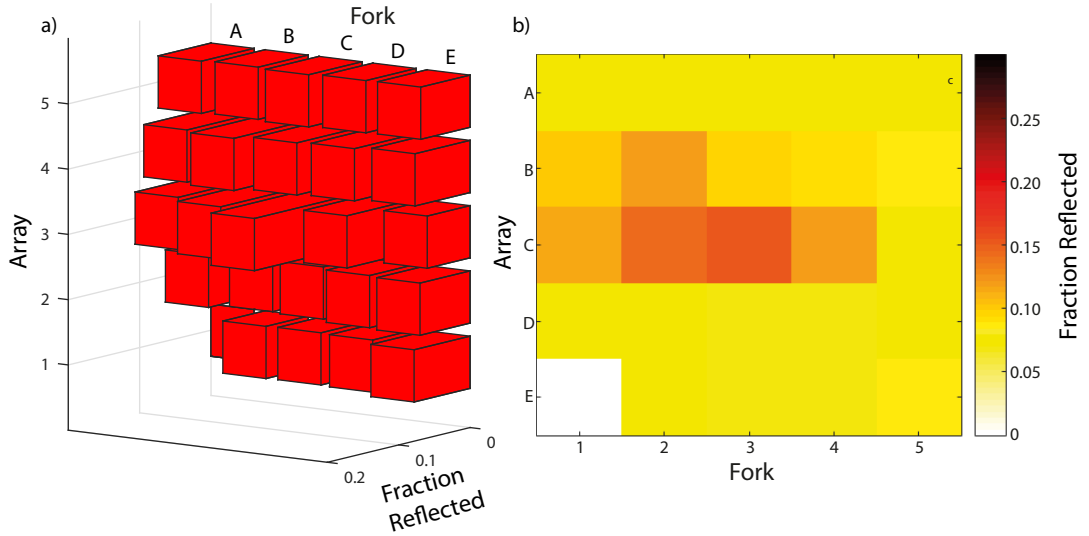 a)
Fork
A B C D E
5
4
3
2
1
Array
0
0.1
0.2
Fraction
Reflected
b)
A
B
C
D
E
Array
c
1 2 3 4 5
Fork
0.25
0.20
0.15
0.10
0.05
0
Fraction Reflected